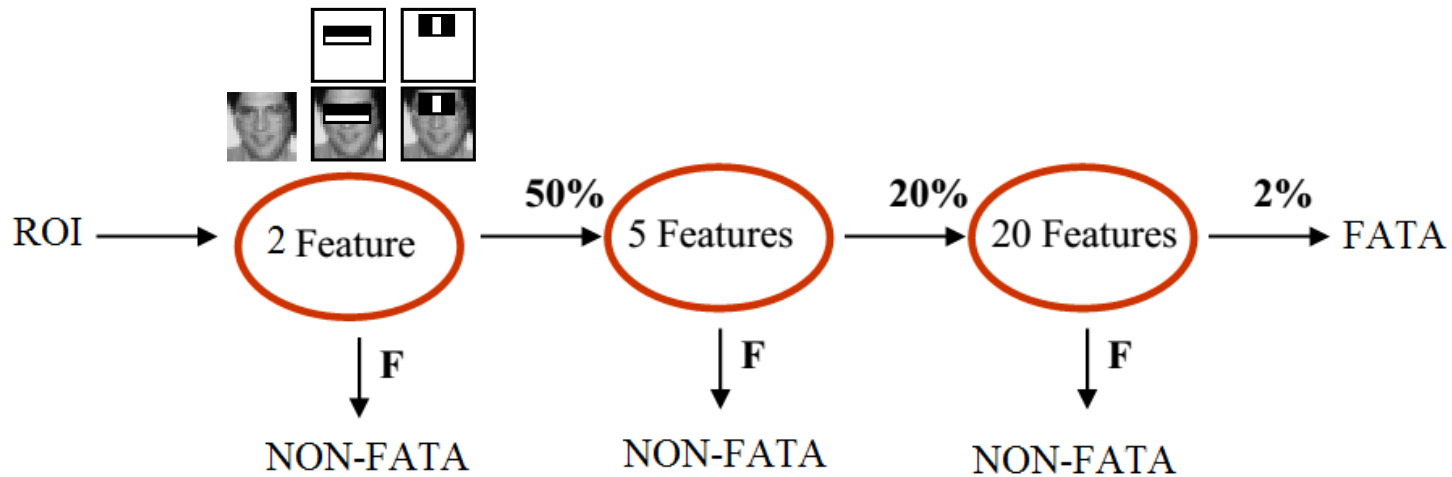 50%
20%
2%
ROI
2 Feature
5 Features
20 Features
FATA
F
F
F
NON-FATA
NON-FATA
NON-FATA